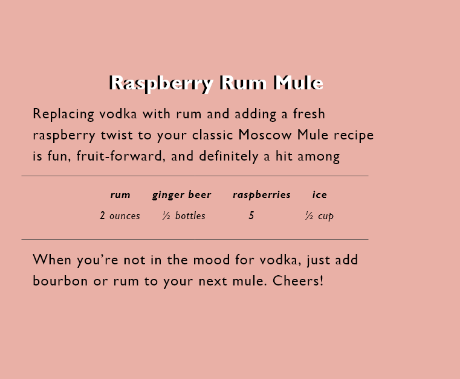 Raspberry Rum Mule
Replacing vodka with rum and adding a fresh
raspberry twist to your classic Moscow Mule recipe
is fun, fruit-forward, and definitely a hit among
rum ginger beer raspberries ice
2 ounces ½ bottles 5 ½ cup
When you're not in the mood for vodka, just add
bourbon or rum to your next mule. Cheers!